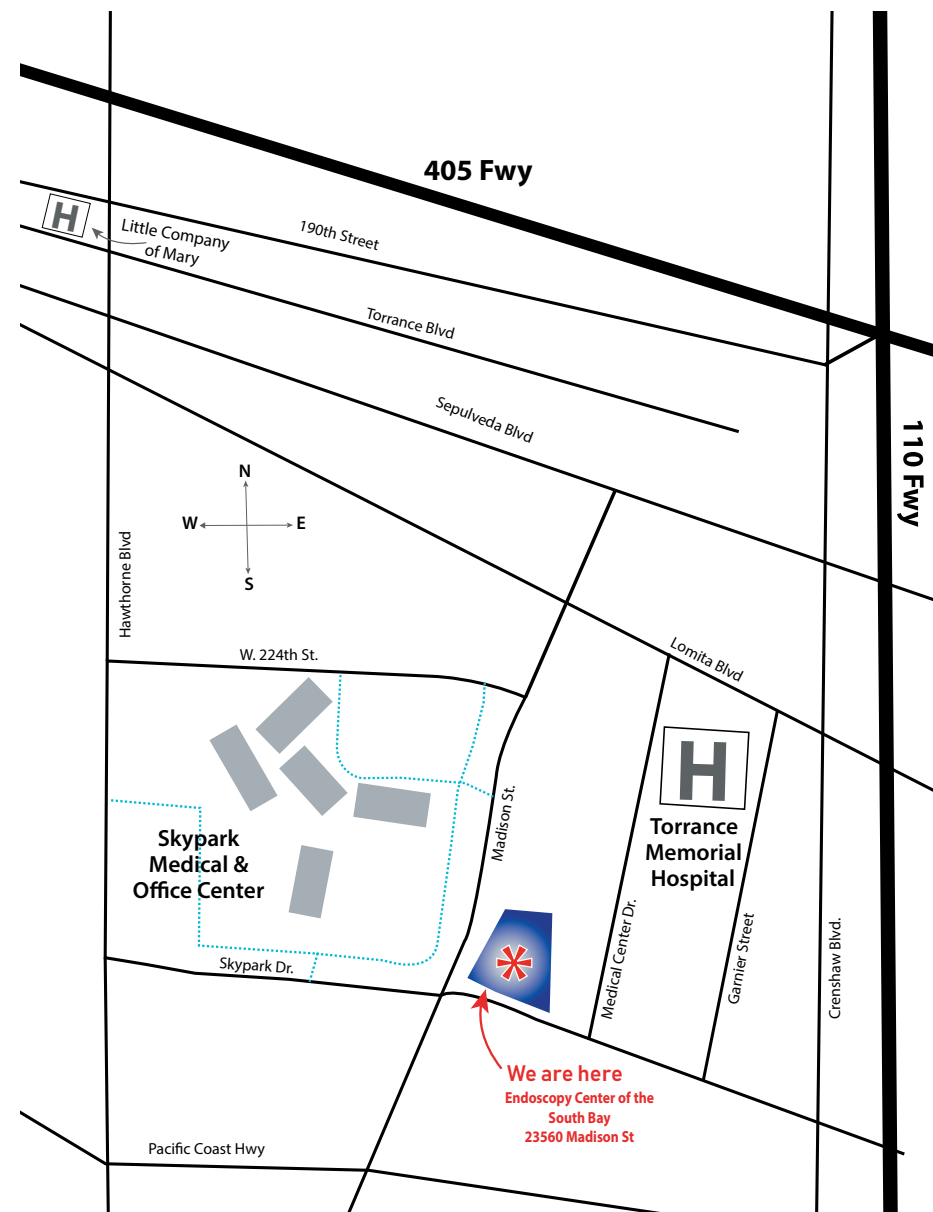 405 Fwy
H
Little Company
of Mary
190th Street
Torrance Blvd
Sepulveda Blvd
110 Fwy
N
W
E
S
Hawthorne Blvd
W. 224th St.
Lomita Blvd
H
Torrance
Memorial
Hospital
Madison St.
Skypark
Medical &
Office Center
Medical Center Dr.
Garnier Street
Crenshaw Blvd.
Skypark Dr.
We are here
Endoscopy Center of the
South Bay
23560 Madison St
Pacific Coast Hwy